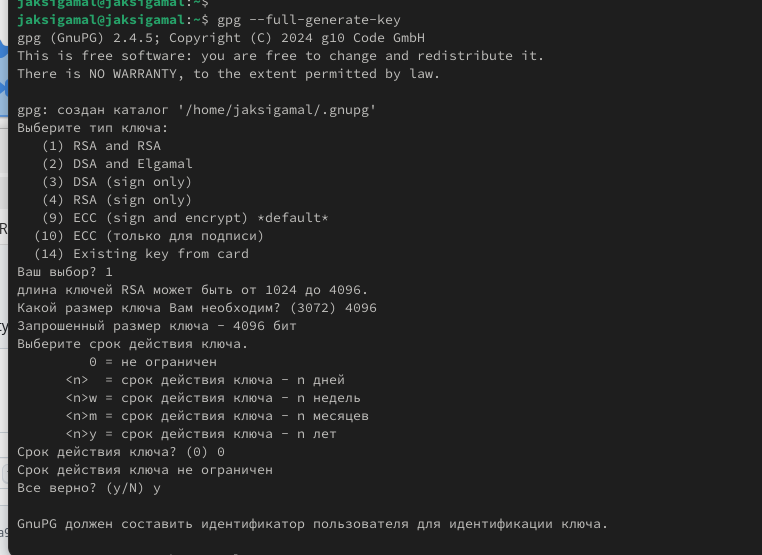 jaksigamal@jaksigamal:~$
jaksigamal@jaksigamal:~$ gpg --full-generate-key
gpg (GnuPG) 2.4.5; Copyright (C) 2024 g10 Code GmbH
This is free software: you are free to change and redistribute it.
There is NO WARRANTY, to the extent permitted by law.

gpg: создан каталог '/home/jaksigamal/.gnupg'
Выберите тип ключа:
   (1) RSA and RSA
   (2) DSA and Elgamal
   (3) DSA (sign only)
   (4) RSA (sign only)
   (9) ECC (sign and encrypt) *default*
  (10) ECC (только для подписи)
  (14) Existing key from card
Ваш выбор? 1
длина ключей RSA может быть от 1024 до 4096.
Какой размер ключа Вам необходим? (3072) 4096
Запрошенный размер ключа - 4096 бит
Выберите срок действия ключа.
         0 = не ограничен
      <n>  = срок действия ключа - n дней
      <n>w = срок действия ключа - n недель
      <n>m = срок действия ключа - n месяцев
      <n>y = срок действия ключа - n лет
Срок действия ключа? (0) 0
Срок действия ключа не ограничен
Все верно? (y/N) y

GnuPG должен составить идентификатор пользователя для идентификации ключа.